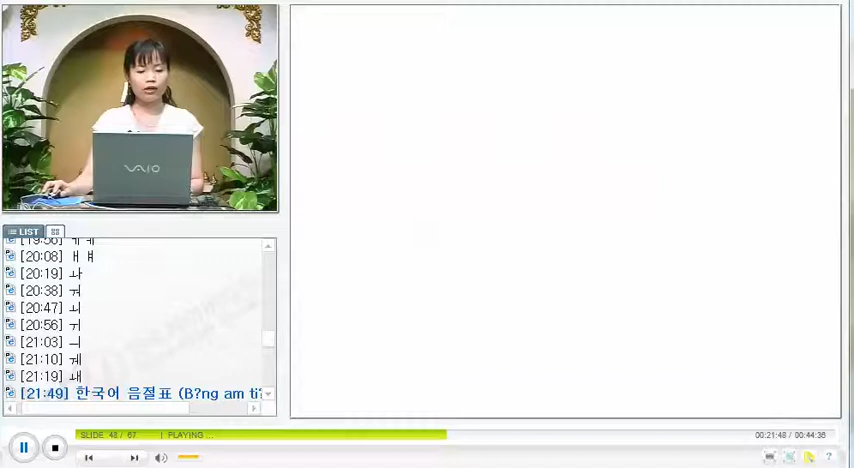 VAIO
LIST
[19:56] ㅔ ㅖ
[20:08] ㅐ ㅒ
[20:19] ㅘ
[20:38] ㅝ
[20:47] ㅚ
[20:56] ㅟ
[21:03] ㅢ
[21:10] ㅞ
[21:19] ㅙ
[21:49] 한국어 음절표 (B?ng am ti?
SLIDE 48 / 67 | PLAYING ...
00:21:48 / 00:44:36